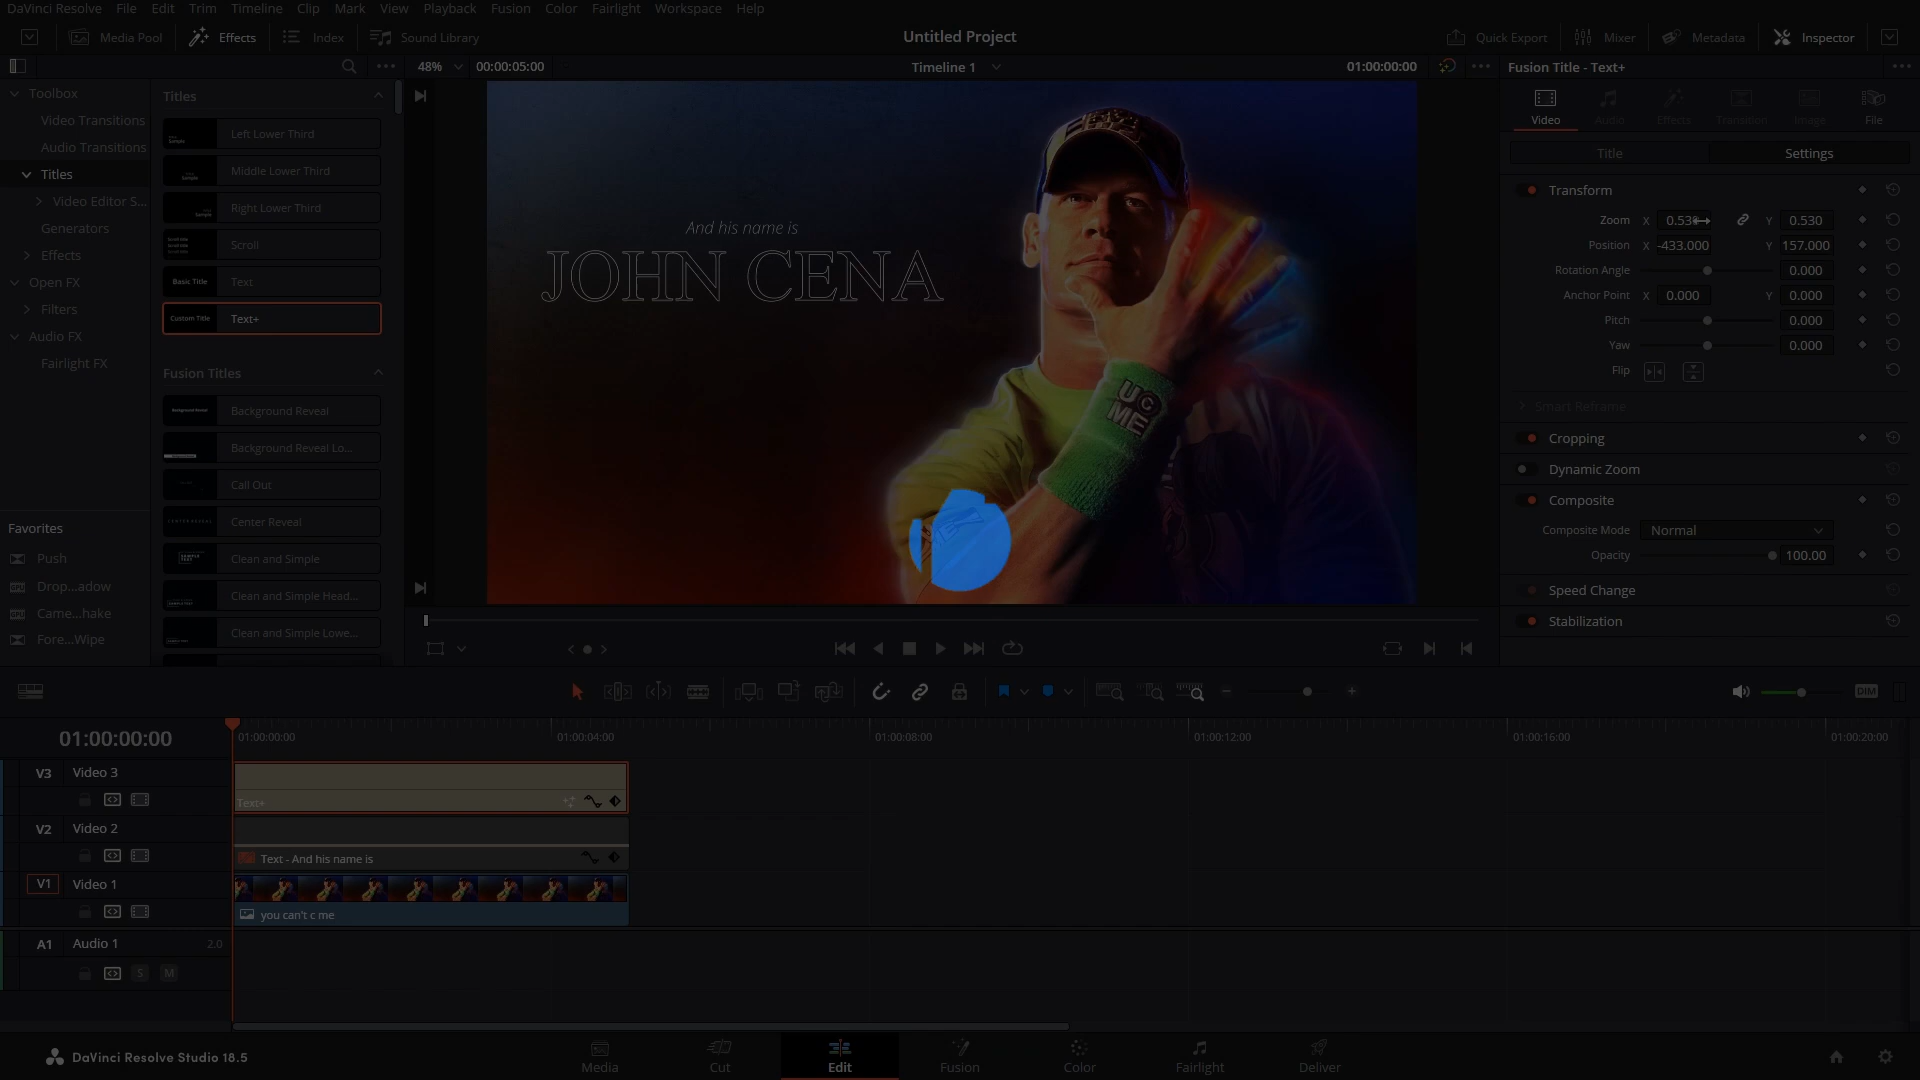 DaVinci Resolve File Edit Trim Timeline Clip Mark View Playback Fusion Color Fairlight Workspace Help
Media Pool Effects Index Sound Library Untitled Project Quick Export Mixer Metadata Inspector
48% 00:00:05:00 Timeline 1 01:00:00:00 Fusion Title - Text+
Toolbox
Video Transitions
Audio Transitions
Titles
Video Editor S...
Generators
Effects
Open FX
Filters
Audio FX
Fairlight FX
Favorites
Push
Drop...adow
Came...hake
Fore...Wipe
Titles
Left Lower Third
Middle Lower Third
Right Lower Third
Scroll
Basic Title Text
Custom Title Text+
Fusion Titles
Background Reveal
Background Reveal Lo...
Call Out
Center Reveal
Clean and Simple
Clean and Simple Head...
Clean and Simple Lowe...
And his name is
JOHN CENA
U C
ME
Video Audio Effects Transition Image File
Title Settings
Transform
Zoom X 0.530 Y 0.530
Position X -433.000 Y 157.000
Rotation Angle 0.000
Anchor Point X 0.000 Y 0.000
Pitch 0.000
Yaw 0.000
Flip
Smart Reframe
Cropping
Dynamic Zoom
Composite
Composite Mode Normal
Opacity 100.00
Speed Change
Stabilization
DIM
01:00:00:00 01:00:00:00 01:00:04:00 01:00:08:00 01:00:12:00 01:00:16:00 01:00:20:00
V3 Video 3
Text+
V2 Video 2
Text - And his name is
V1 Video 1
you can't c me
A1 Audio 1 2.0
S M
DaVinci Resolve Studio 18.5
Media Cut Edit Fusion Color Fairlight Deliver